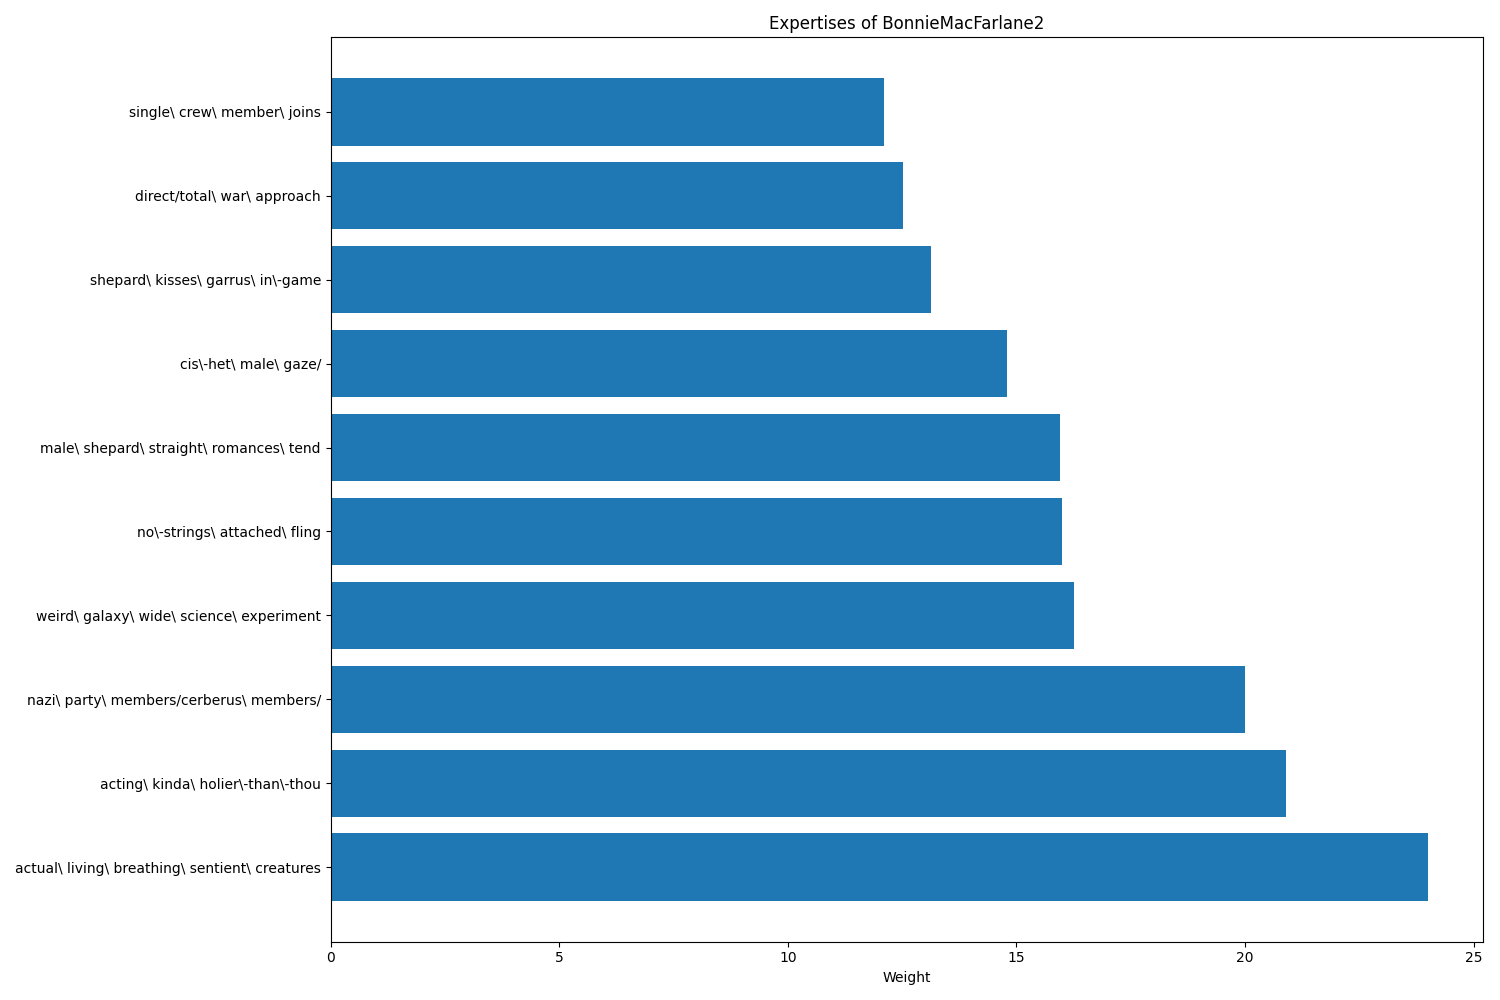 Expertises of BonnieMacFarlane2
single\ crew\ member\ joins
direct/total\ war\ approach
shepard\ kisses\ garrus\ in\-game
cis\-het\ male\ gaze/
male\ shepard\ straight\ romances\ tend
no\-strings\ attached\ fling
weird\ galaxy\ wide\ science\ experiment
nazi\ party\ members/cerberus\ members/
acting\ kinda\ holier\-than\-thou
actual\ living\ breathing\ sentient\ creatures
0 5 10 15 20 25
Weight